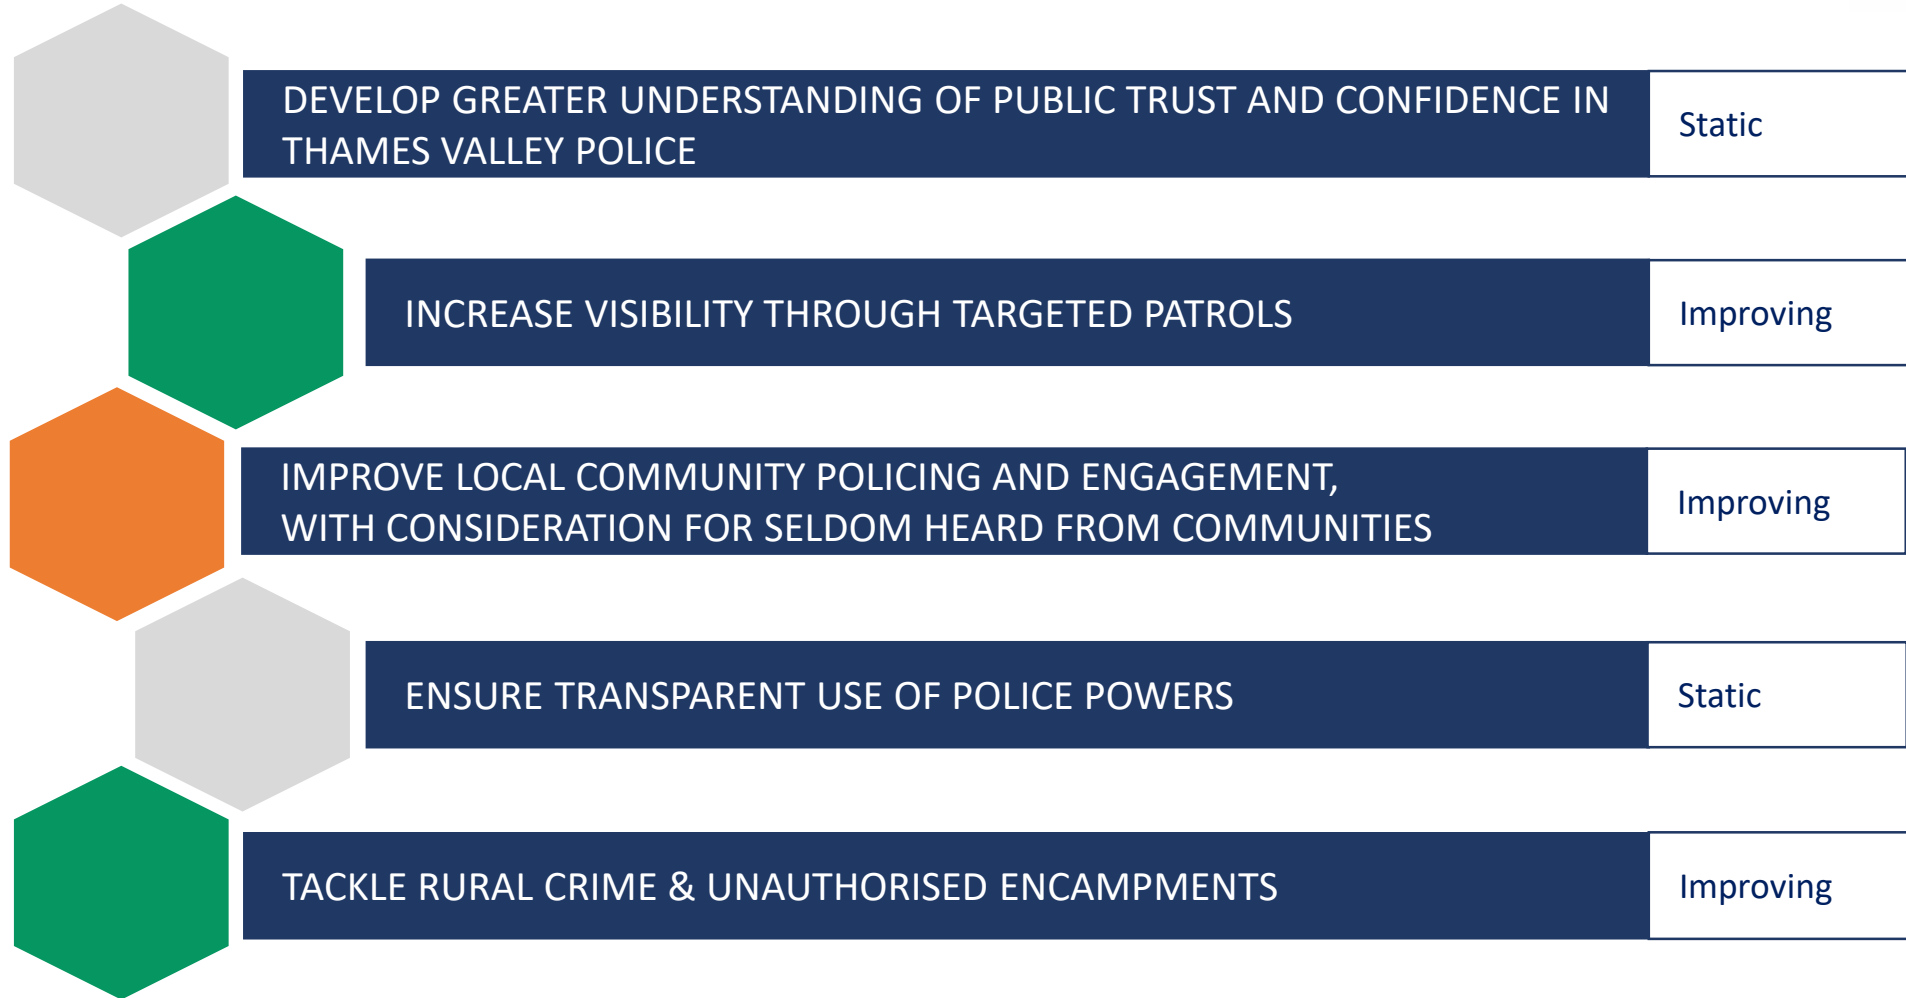 DEVELOP GREATER UNDERSTANDING OF PUBLIC TRUST AND CONFIDENCE IN
THAMES VALLEY POLICE
Static
INCREASE VISIBILITY THROUGH TARGETED PATROLS
Improving
IMPROVE LOCAL COMMUNITY POLICING AND ENGAGEMENT,
WITH CONSIDERATION FOR SELDOM HEARD FROM COMMUNITIES
Improving
ENSURE TRANSPARENT USE OF POLICE POWERS
Static
TACKLE RURAL CRIME & UNAUTHORISED ENCAMPMENTS
Improving